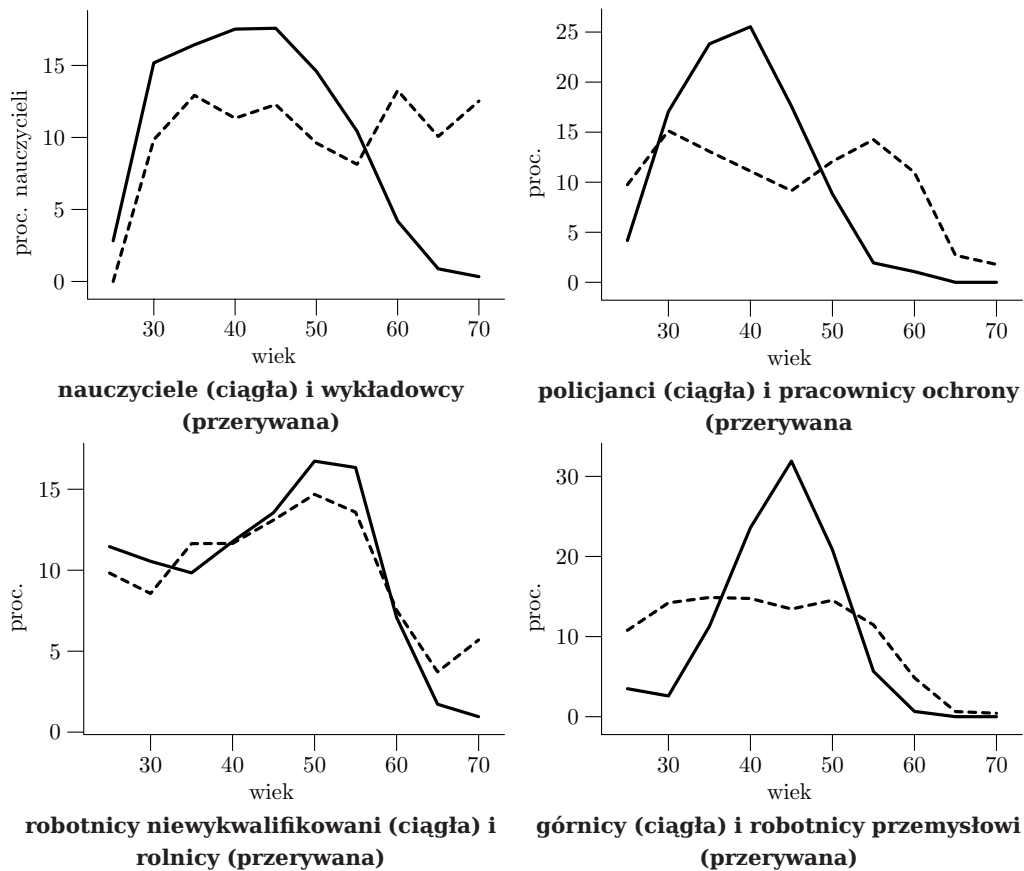 proc. nauczycieli
15
10
5
0
30 40 50 60 70
wiek
nauczyciele (ciągła) i wykładowcy
(przerywana)
proc.
25
20
15
10
5
0
30 40 50 60 70
wiek
policjanci (ciągła) i pracownicy ochrony
(przerywana
proc.
15
10
5
0
30 40 50 60 70
wiek
robotnicy niewykwalifikowani (ciągła) i
rolnicy (przerywana)
proc.
30
20
10
0
30 40 50 60 70
wiek
górnicy (ciągła) i robotnicy przemysłowi
(przerywana)